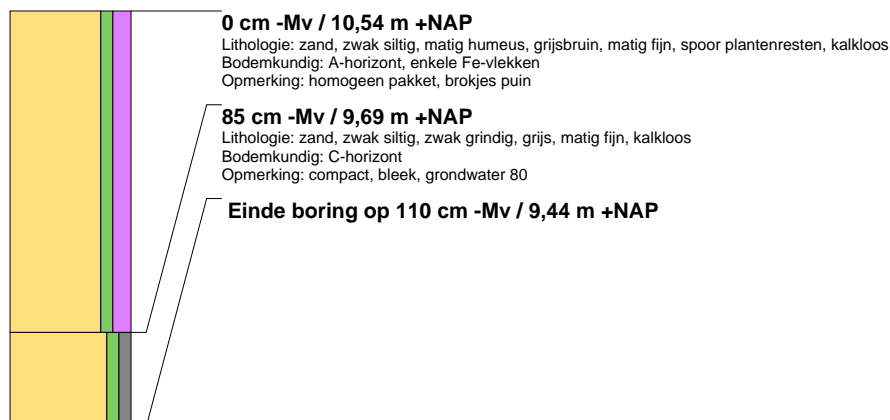 0 cm -Mv / 10,54 m +NAP
Lithologie: zand, zwak siltig, matig humeus, grijsbruin, matig fijn, spoor plantenresten, kalkloos
Bodemkundig: A-horizont, enkele Fe-vlekken
Opmerking: homogeen pakket, brokjes puin
85 cm -Mv / 9,69 m +NAP
Lithologie: zand, zwak siltig, zwak grindig, grijs, matig fijn, kalkloos
Bodemkundig: C-horizont
Opmerking: compact, bleek, grondwater 80
Einde boring op 110 cm -Mv / 9,44 m +NAP